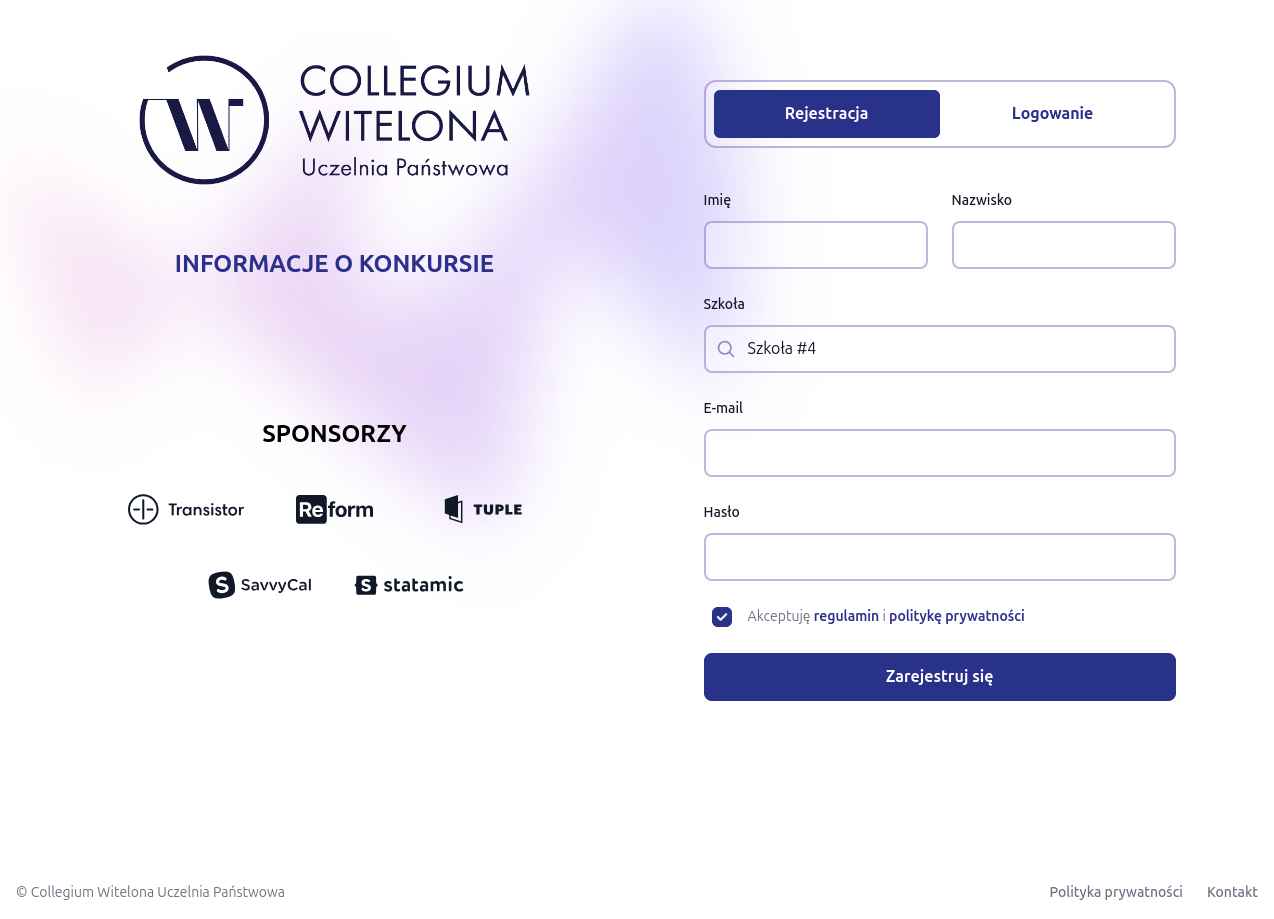 COLLEGIUM
WITELONA
Uczelnia Państwowa
INFORMACJE O KONKURSIE
SPONSORZY
Transistor
Reform
TUPLE
SavvyCal
statamic
Rejestracja
Logowanie
Imię
Nazwisko
Szkoła
Szkoła #4
E-mail
Hasło
Akceptuję regulamin i politykę prywatności
Zarejestruj się
© Collegium Witelona Uczelnia Państwowa
Polityka prywatności
Kontakt